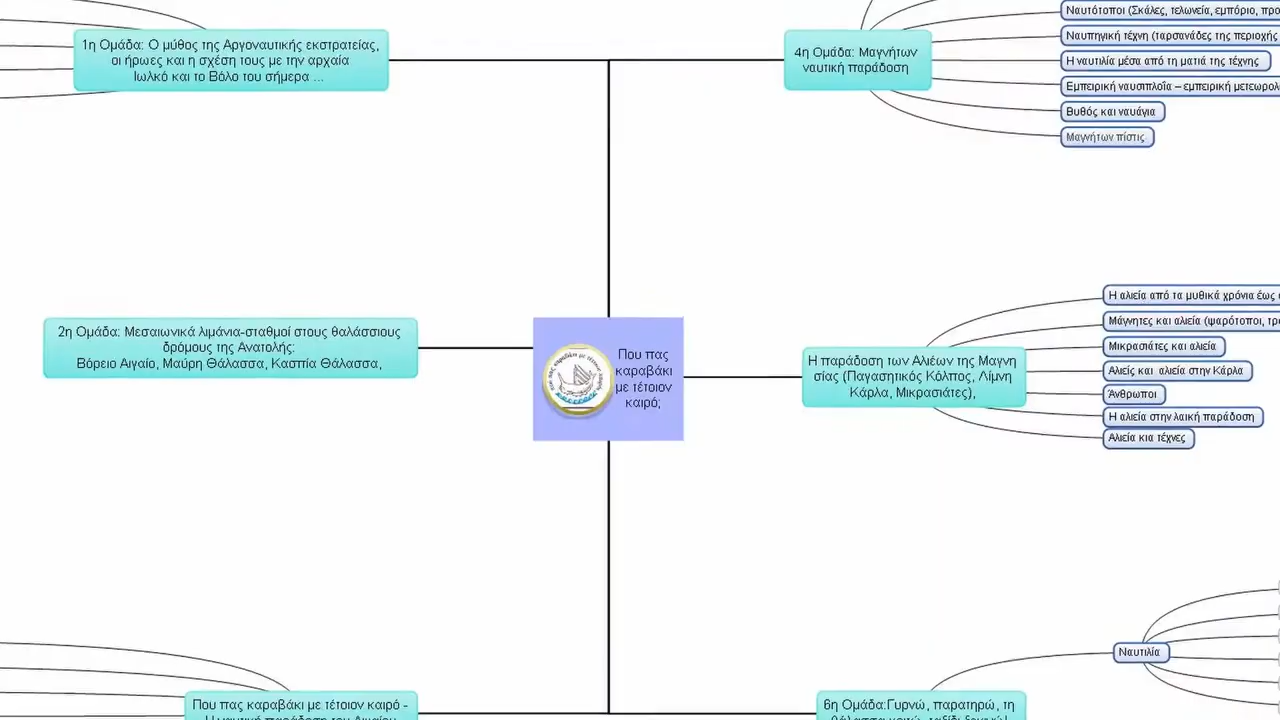 1η Ομάδα: Ο μύθος της Αργοναυτικής εκστρατείας,
οι ήρωες και η σχέση τους με την αρχαία
Ιωλκό και το Βόλο του σήμερα ...
4η Ομάδα: Μαγνήτων
ναυτική παράδοση
Ναυτότοποι (Σκάλες, τελωνεία, εμπόριο, προ
Ναυπηγική τέχνη (ταρσανάδες της περιοχής
Η ναυτιλία μέσα από τη ματιά της τέχνης
Εμπειρική ναυσιπλοΐα – εμπειρική μετεωρολ
Βυθός και ναυάγια
Μαγνήτων πίστις
2η Ομάδα: Μεσαιωνικά λιμάνια-σταθμοί στους θαλάσσιους
δρόμους της Ανατολής:
Βόρειο Αιγαίο, Μαύρη Θάλασσα, Κασπία Θάλασσα,
Που πας
καραβάκι
με τέτοιον
καιρό;
Η παράδοση των Αλιέων της Μαγνη
σίας (Παγασητικός Κόλπος, Λίμνη
Κάρλα, Μικρασιάτες),
Η αλιεία από τα μυθικά χρόνια έως
Μάγνητες και αλιεία (ψαρότοποι, τρ
Μικρασιάτες και αλιεία
Αλιείς και αλιεία στην Κάρλα
Άνθρωποι
Η αλιεία στην λαική παράδοση
Αλιεία κια τέχνες
Ναυτιλία
Που πας καραβάκι με τέτοιον καιρό -
Η ναυτική παράδοση του Αιγαίου
6η Ομάδα:Γυρνώ, παρατηρώ, τη